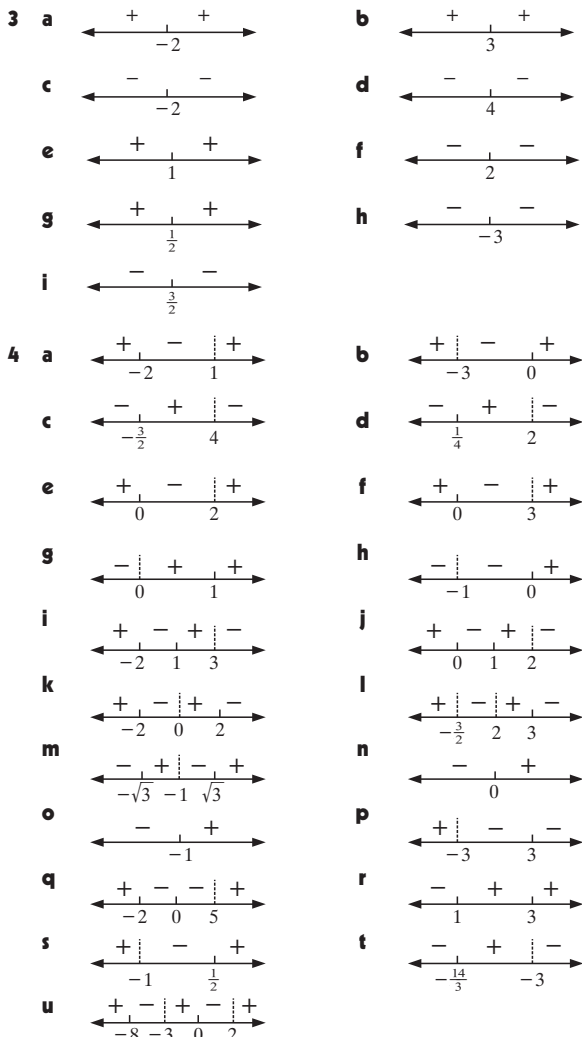 3 a + + −2 b + + 3
c − − −2 d − − 4
e + + 1 f − − 2
g + + 1/2 h − − −3
i − − 3/2
4 a + − + −2 1 b + − + −3 0
c − + − −3/2 4 d − + − 1/4 2
e + − + 0 2 f + − + 0 3
g − + + 0 1 h − − + −1 0
i + − + − −2 1 3 j + − + − 0 1 2
k + − + − −2 0 2 l + − + − −3/2 2 3
m − + − + −√3 −1 √3 n − + 0
o − + −1 p + − − −3 3
q + − − + −2 0 5 r − + + 1 3
s + − + −1 1/2 t − + − −14/3 −3
u + − + − + −8 −3 0 2